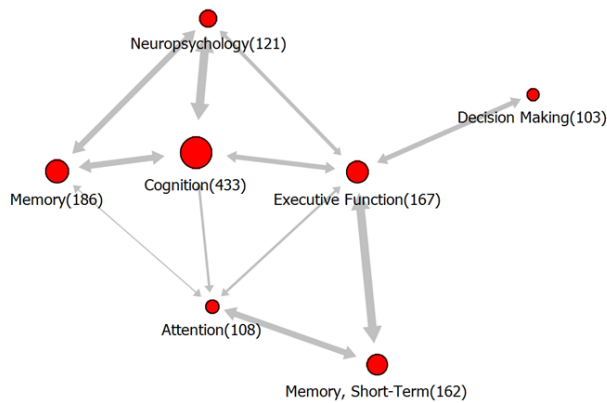 Neuropsychology(121)
Decision Making(103)
Cognition(433)
Memory(186)
Executive Function(167)
Attention(108)
Memory, Short-Term(162)